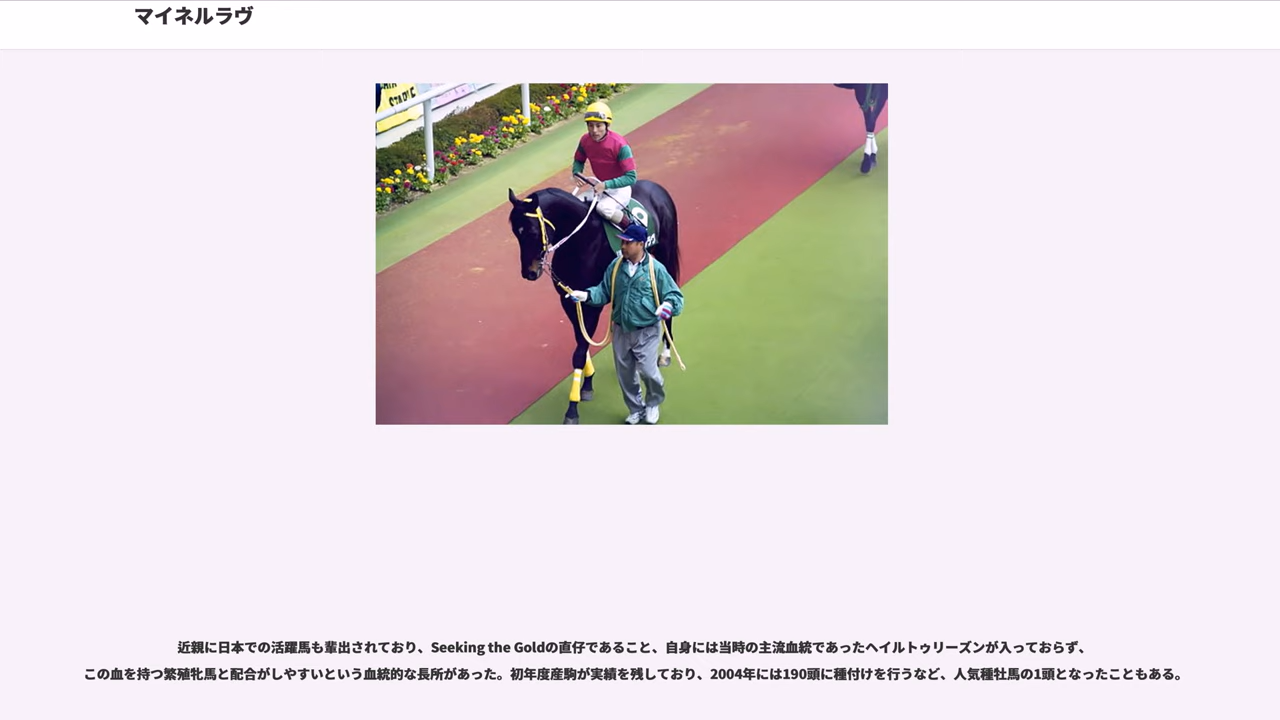 マイネルラヴ
STABLE
近親に日本での活躍馬も輩出されており、Seeking the Goldの直仔であること、自身には当時の主流血統であったヘイルトゥリーズンが入っておらず、
この血を持つ繁殖牝馬と配合がしやすいという血統的な長所があった。初年度産駒が実績を残しており、2004年には190頭に種付けを行うなど、人気種牡馬の1頭となったこともある。